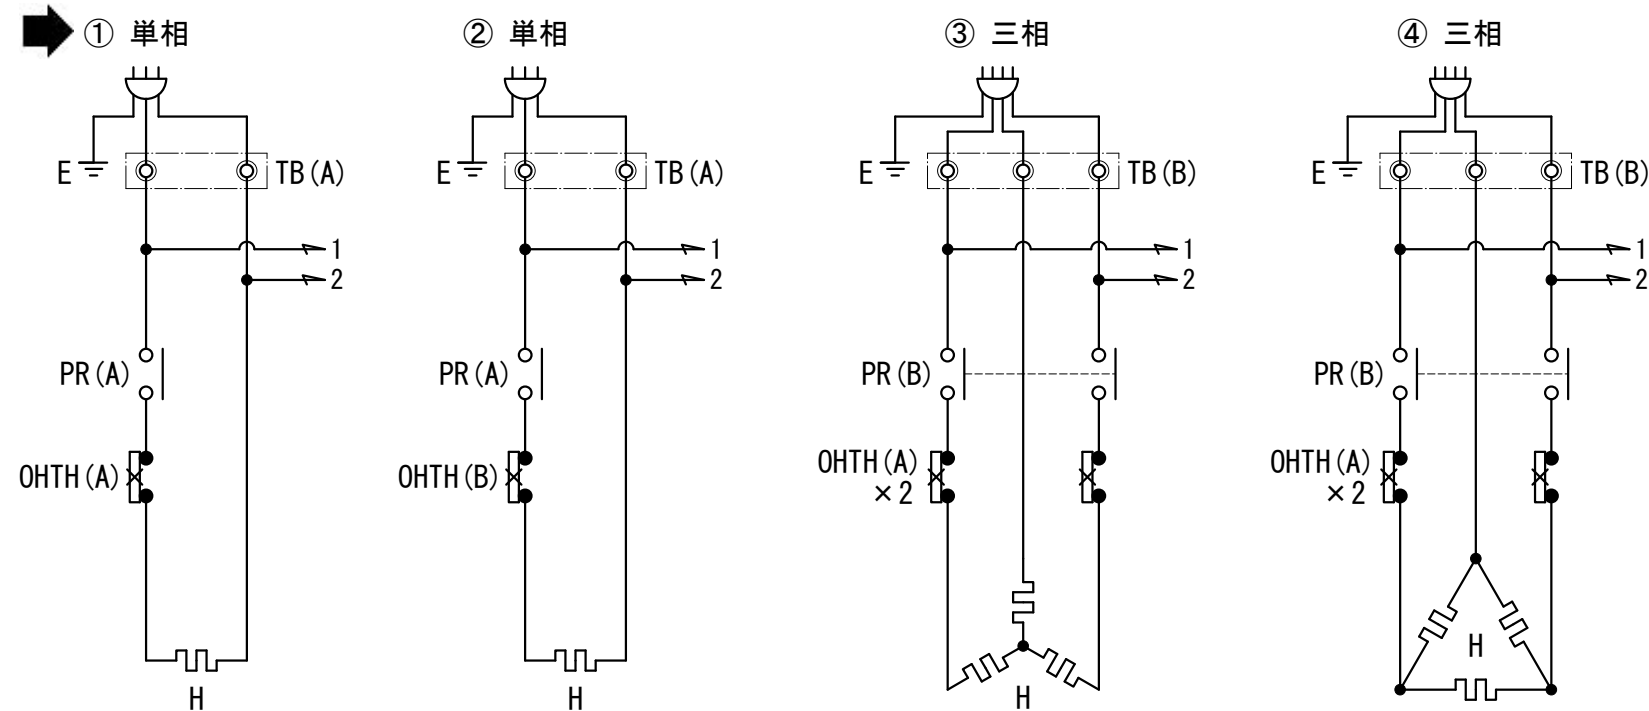 ① 単相
② 単相
③ 三相
④ 三相
E
TB(A)
E
TB(A)
E
TB(B)
E
TB(B)
1
2
1
2
1
2
1
2
PR(A)
PR(A)
PR(B)
PR(B)
OHTH(A)
OHTH(B)
OHTH(A)
×2
OHTH(A)
×2
H
H
H
H